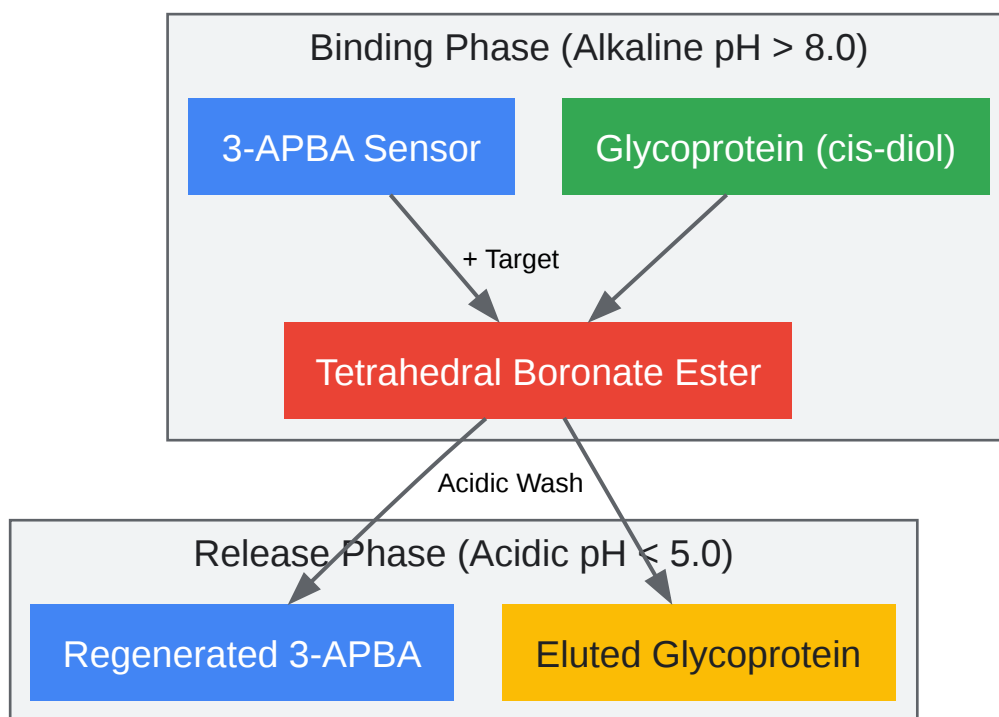 Binding Phase (Alkaline pH > 8.0)
3-APBA Sensor
Glycoprotein (cis-diol)
+ Target
Tetrahedral Boronate Ester
Acidic Wash
Release Phase (Acidic pH < 5.0)
Regenerated 3-APBA
Eluted Glycoprotein